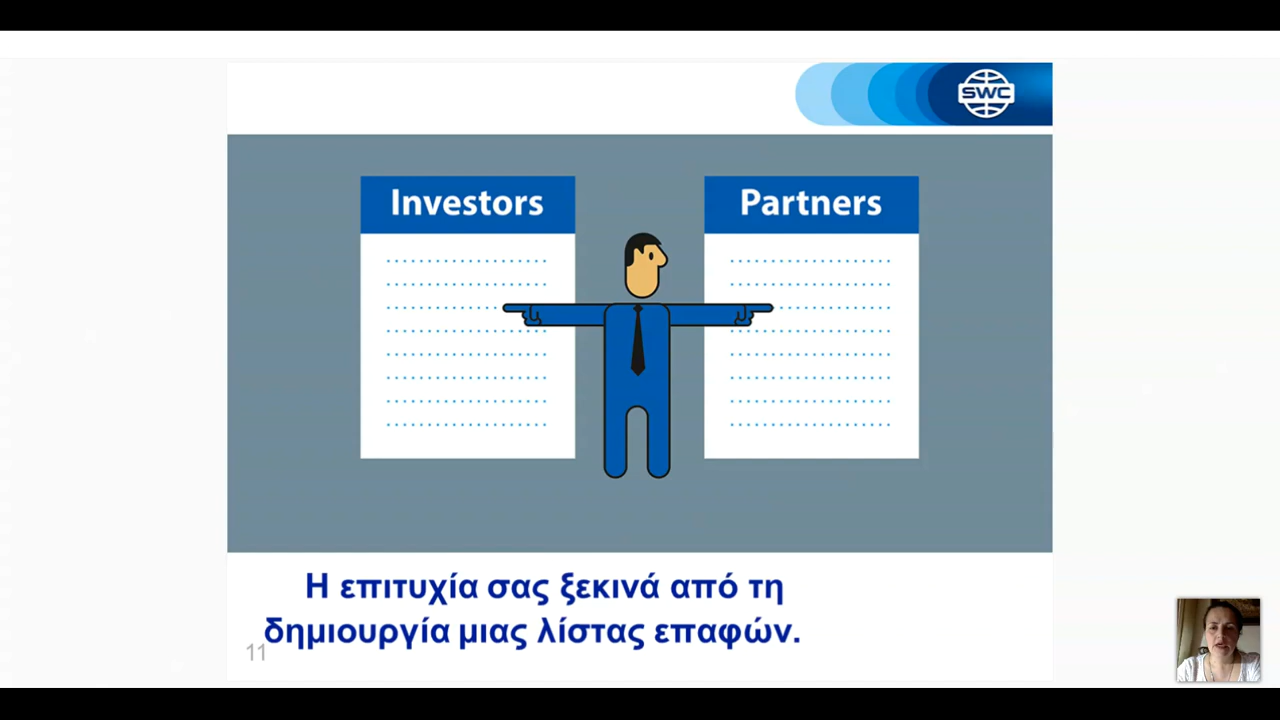 SWC
Investors
Partners
Η επιτυχία σας ξεκινά από τη
δημιουργία μιας λίστας επαφών.
11